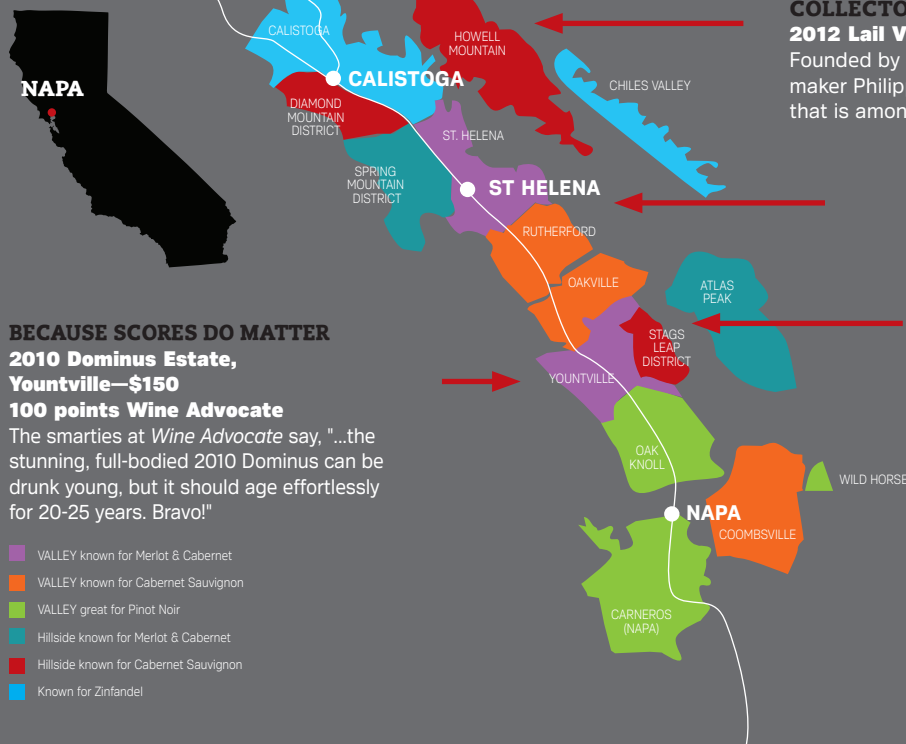 COLLECTO
2012 Lail V
Founded by
maker Philip
that is amon
NAPA
CALISTOGA
CALISTOGA
HOWELL
MOUNTAIN
CHILES VALLEY
DIAMOND
MOUNTAIN
DISTRICT
ST. HELENA
SPRING
MOUNTAIN
DISTRICT
ST HELENA
RUTHERFORD
OAKVILLE
ATLAS
PEAK
STAGS
LEAP
DISTRICT
YOUNTVILLE
OAK
KNOLL
WILD HORSE
NAPA
COOMBSVILLE
CARNEROS
(NAPA)
BECAUSE SCORES DO MATTER
2010 Dominus Estate,
Yountville—$150
100 points Wine Advocate
The smarties at Wine Advocate say, "...the
stunning, full-bodied 2010 Dominus can be
drunk young, but it should age effortlessly
for 20-25 years. Bravo!"
VALLEY known for Merlot & Cabernet
VALLEY known for Cabernet Sauvignon
VALLEY great for Pinot Noir
Hillside known for Merlot & Cabernet
Hillside known for Cabernet Sauvignon
Known for Zinfandel